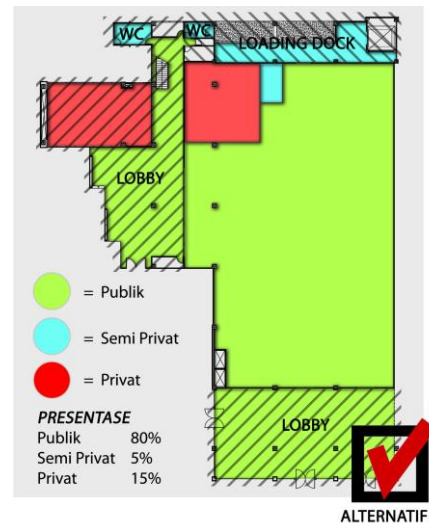 WC
WC
LOADING DOCK
LOBBY
= Publik
= Semi Privat
= Privat
PRESENTASE
Publik 80%
Semi Privat 5%
Privat 15%
LOBBY
ALTERNATIF